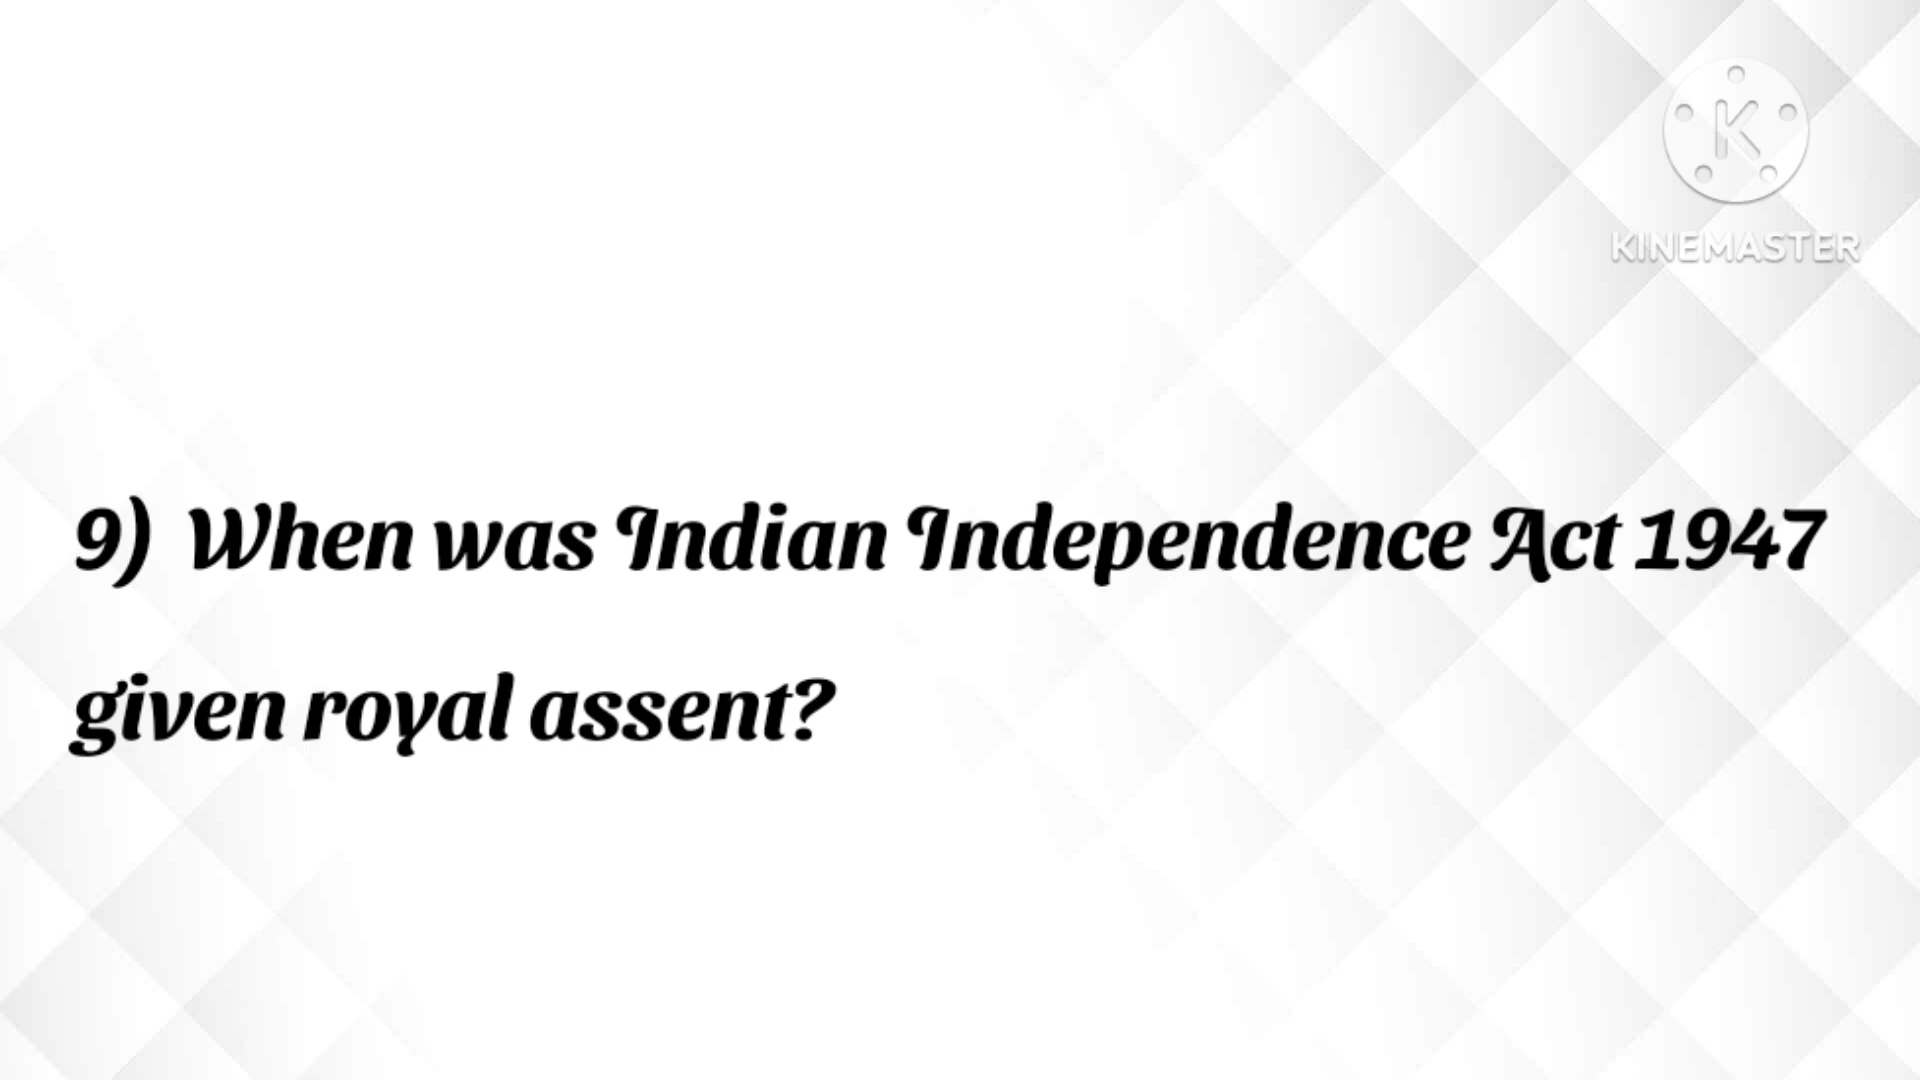 KINEMASTER
9) When was Indian Independence Act 1947
given royal assent?